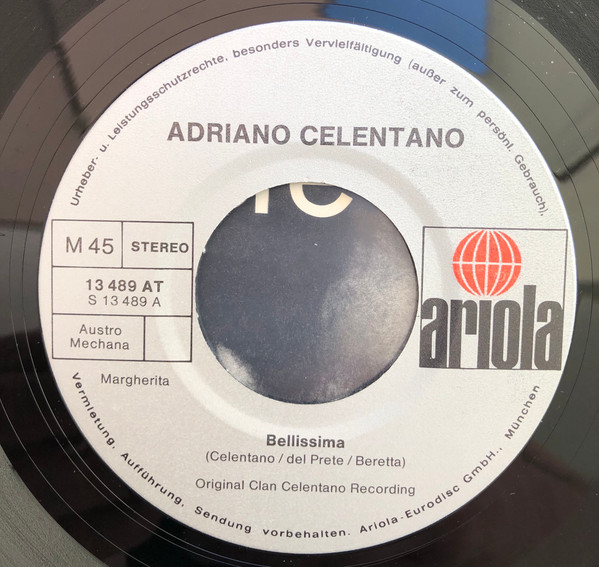 Urheber- u. Leistungsschutzrechte, besonders Vervielfältigung (außer zum persönl. Gebrauch),
ADRIANO CELENTANO
M 45
STEREO
13 489 AT
S 13 489 A
Austro
Mechana
ariola
Margherita
Bellissima
(Celentano / del Prete / Beretta)
Original Clan Celentano Recording
Vermietung, Aufführung, Sendung vorbehalten. Ariola-Eurodisc GmbH., München